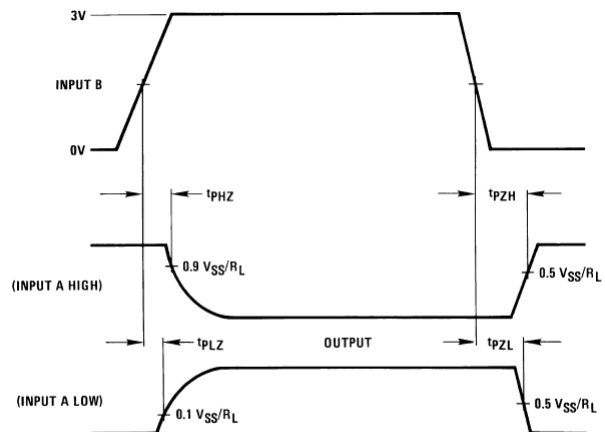 3V
INPUT B
0V
tPHZ
tPZH
0.9 VSS/RL
0.5 VSS/RL
(INPUT A HIGH)
tPLZ
OUTPUT
tPZL
(INPUT A LOW)
0.1 VSS/RL
0.5 VSS/RL